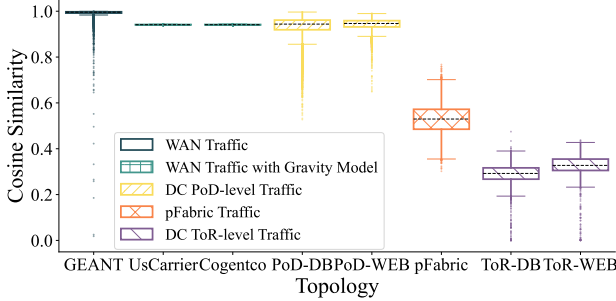 Cosine Similarity
1.0
0.8
0.6
0.4
0.2
0.0
WAN Traffic
WAN Traffic with Gravity Model
DC PoD-level Traffic
pFabric Traffic
DC ToR-level Traffic
GEANT UsCarrier Cogentco PoD-DB PoD-WEB pFabric ToR-DB ToR-WEB
Topology